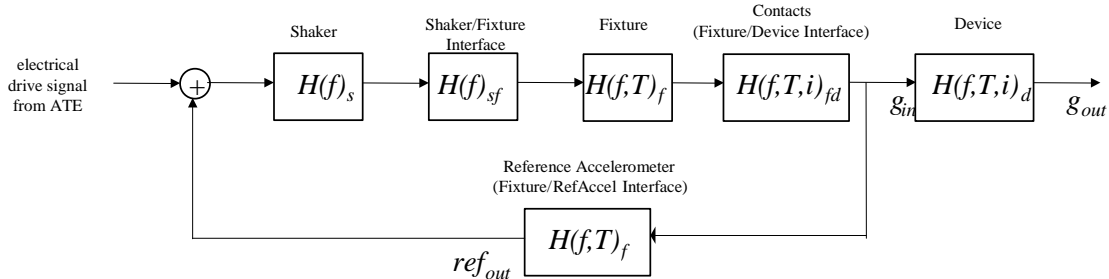 Shaker
Shaker/Fixture
Interface
Fixture
Contacts
(Fixture/Device Interface)
Device
electrical
drive signal
from ATE
+
H(f)s
H(f)sf
H(f,T)f
H(f,T,i)fd
gin
H(f,T,i)d
gout
Reference Accelerometer
(Fixture/RefAccel Interface)
H(f,T)f
refout